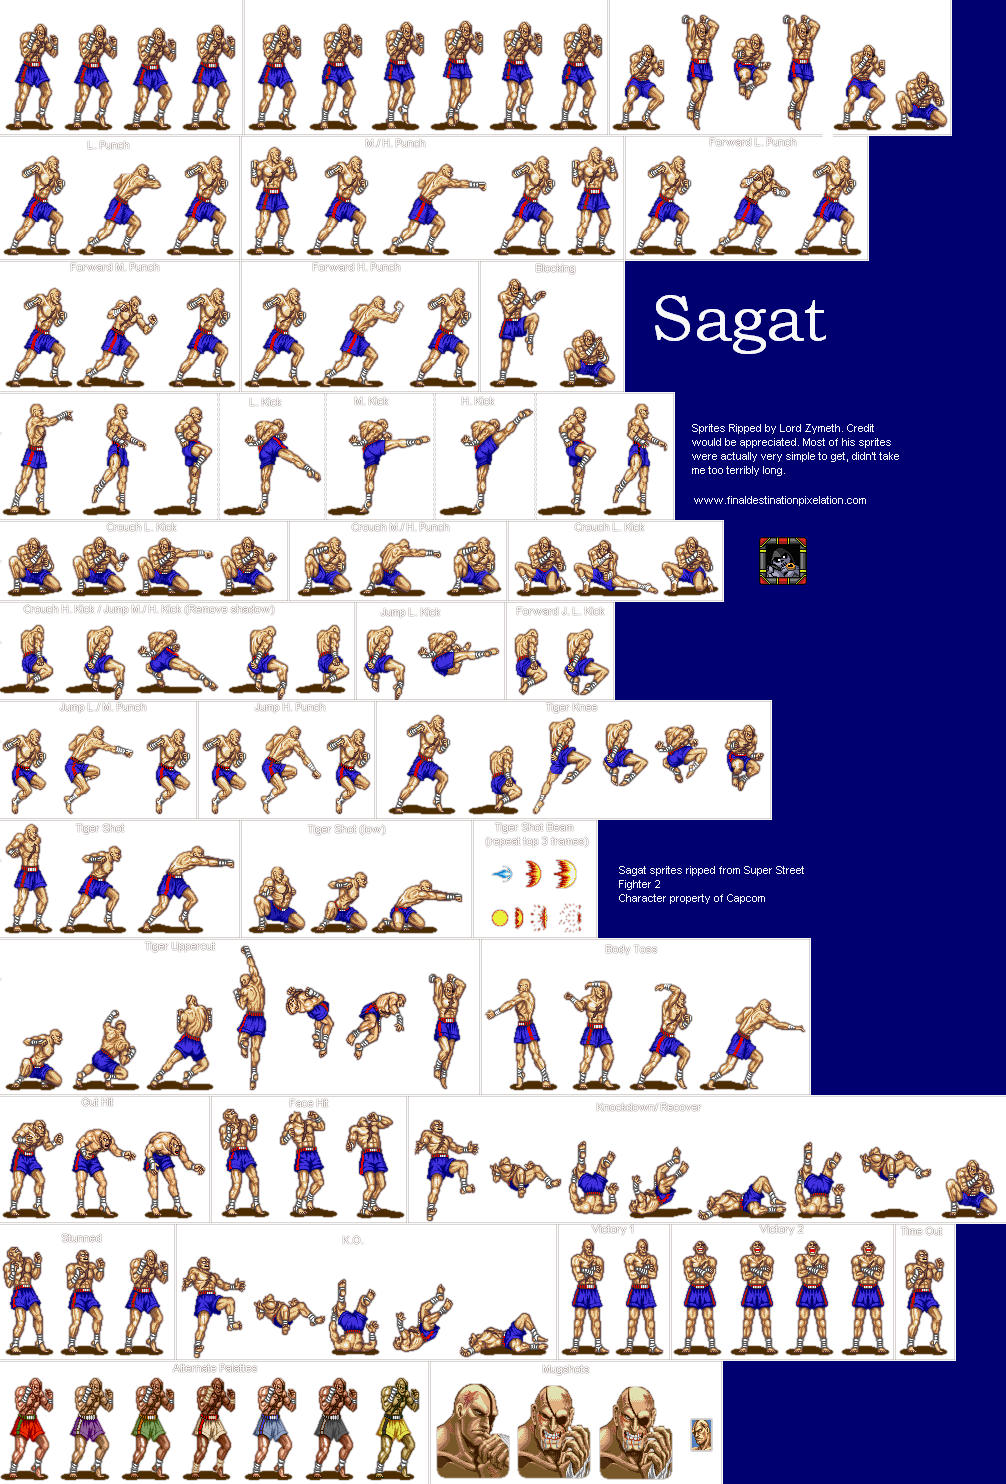 L. Punch
M./ H. Punch
Forward L. Punch
Forward M. Punch
Forward H. Punch
Blocking
Sagat
L. Kick
M. Kick
H. Kick
Sprites Ripped by Lord Zymeth. Credit
would be appreciated. Most of his sprites
were actually very simple to get, didn't take
me too terribly long.
www.finaldestinationpixelation.com
Crouch L. Kick
Crouch M./ H. Punch
Crouch L. Kick
Crouch H. Kick / Jump M./ H. Kick (Remove shadow)
Jump L. Kick
Forward J. L. Kick
Jump L./ M. Punch
Jump H. Punch
Tiger Knee
Tiger Shot
Tiger Shot (low)
Tiger Shot Beam
(repeat top 3 frames)
Sagat sprites ripped from Super Street
Fighter 2
Character property of Capcom
Tiger Uppercut
Body Toss
Gut Hit
Face Hit
Knockdown/ Recover
Stunned
K.O.
Victory 1
Victory 2
Time Out
Alternate Palattes
Mugshots